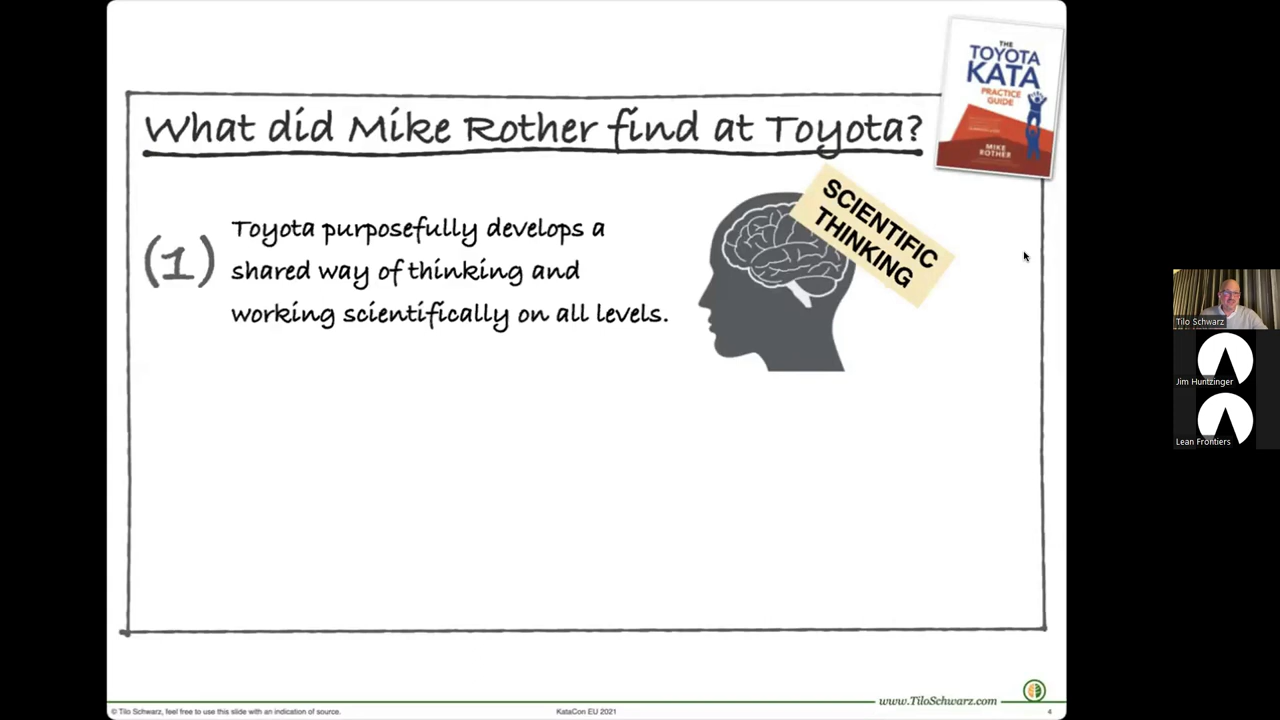 THE
TOYOTA
KATA
PRACTICE
GUIDE
MIKE
ROTHER
What did Mike Rother find at Toyota?
(1)
Toyota purposefully develops a
shared way of thinking and
working scientifically on all levels.
SCIENTIFIC
THINKING
Tilo Schwarz
Jim Huntzinger
Lean Frontiers
www.TiloSchwarz.com
© Tilo Schwarz, feel free to use this slide with an indication of source.
KataCon EU 2021
4